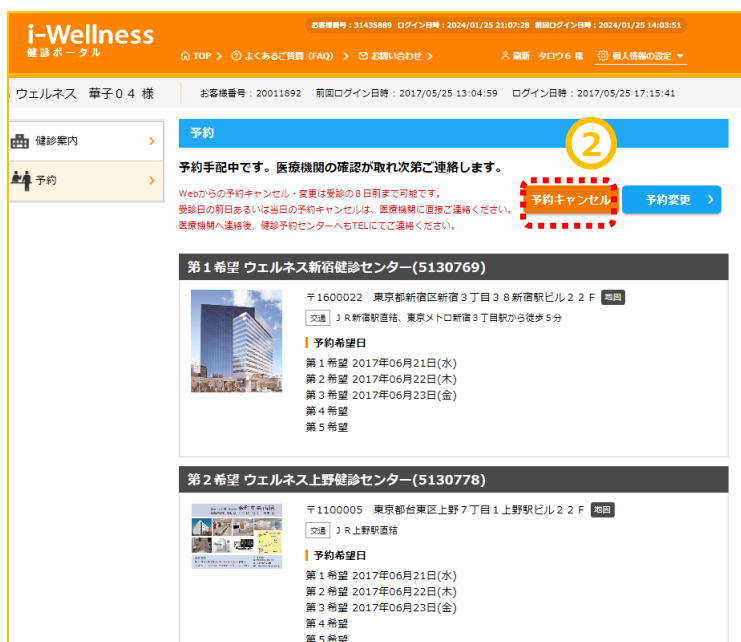 i-Wellness
健診ポータル
お客様番号：31435889 ログイン日時：2024/01/25 21:07:28 前回ログイン日時：2024/01/25 14:03:51
TOP > よくあるご質問（FAQ） > お問い合わせ >
刷新 タロウ6 様 個人情報の設定
ウェルネス 華子04 様
お客様番号：20011892 前回ログイン日時：2017/05/25 13:04:59 ログイン日時：2017/05/25 17:15:41
健診案内
予約
予約
2
予約手配中です。医療機関の確認が取れ次第ご連絡します。
Webからの予約キャンセル・変更は受診の８日前まで可能です。
受診日の前日あるいは当日の予約キャンセルは、医療機関に直接ご連絡ください。
医療機関へ連絡後、健診予約センターへもTELにてご連絡ください。
予約キャンセル
予約変更
第１希望 ウェルネス新宿健診センター(5130769)
〒1600022 東京都新宿区新宿３丁目３８新宿駅ビル２２Ｆ 地図
交通 ＪＲ新宿駅直結、東京メトロ新宿３丁目駅から徒歩５分
予約希望日
第１希望 2017年06月21日(水)
第２希望 2017年06月22日(木)
第３希望 2017年06月23日(金)
第４希望
第５希望
第２希望 ウェルネス上野健診センター(5130778)
〒1100005 東京都台東区上野７丁目１上野駅ビル２２Ｆ 地図
交通 ＪＲ上野駅直結
予約希望日
第１希望 2017年06月21日(水)
第２希望 2017年06月22日(木)
第３希望 2017年06月23日(金)
第４希望
第５希望